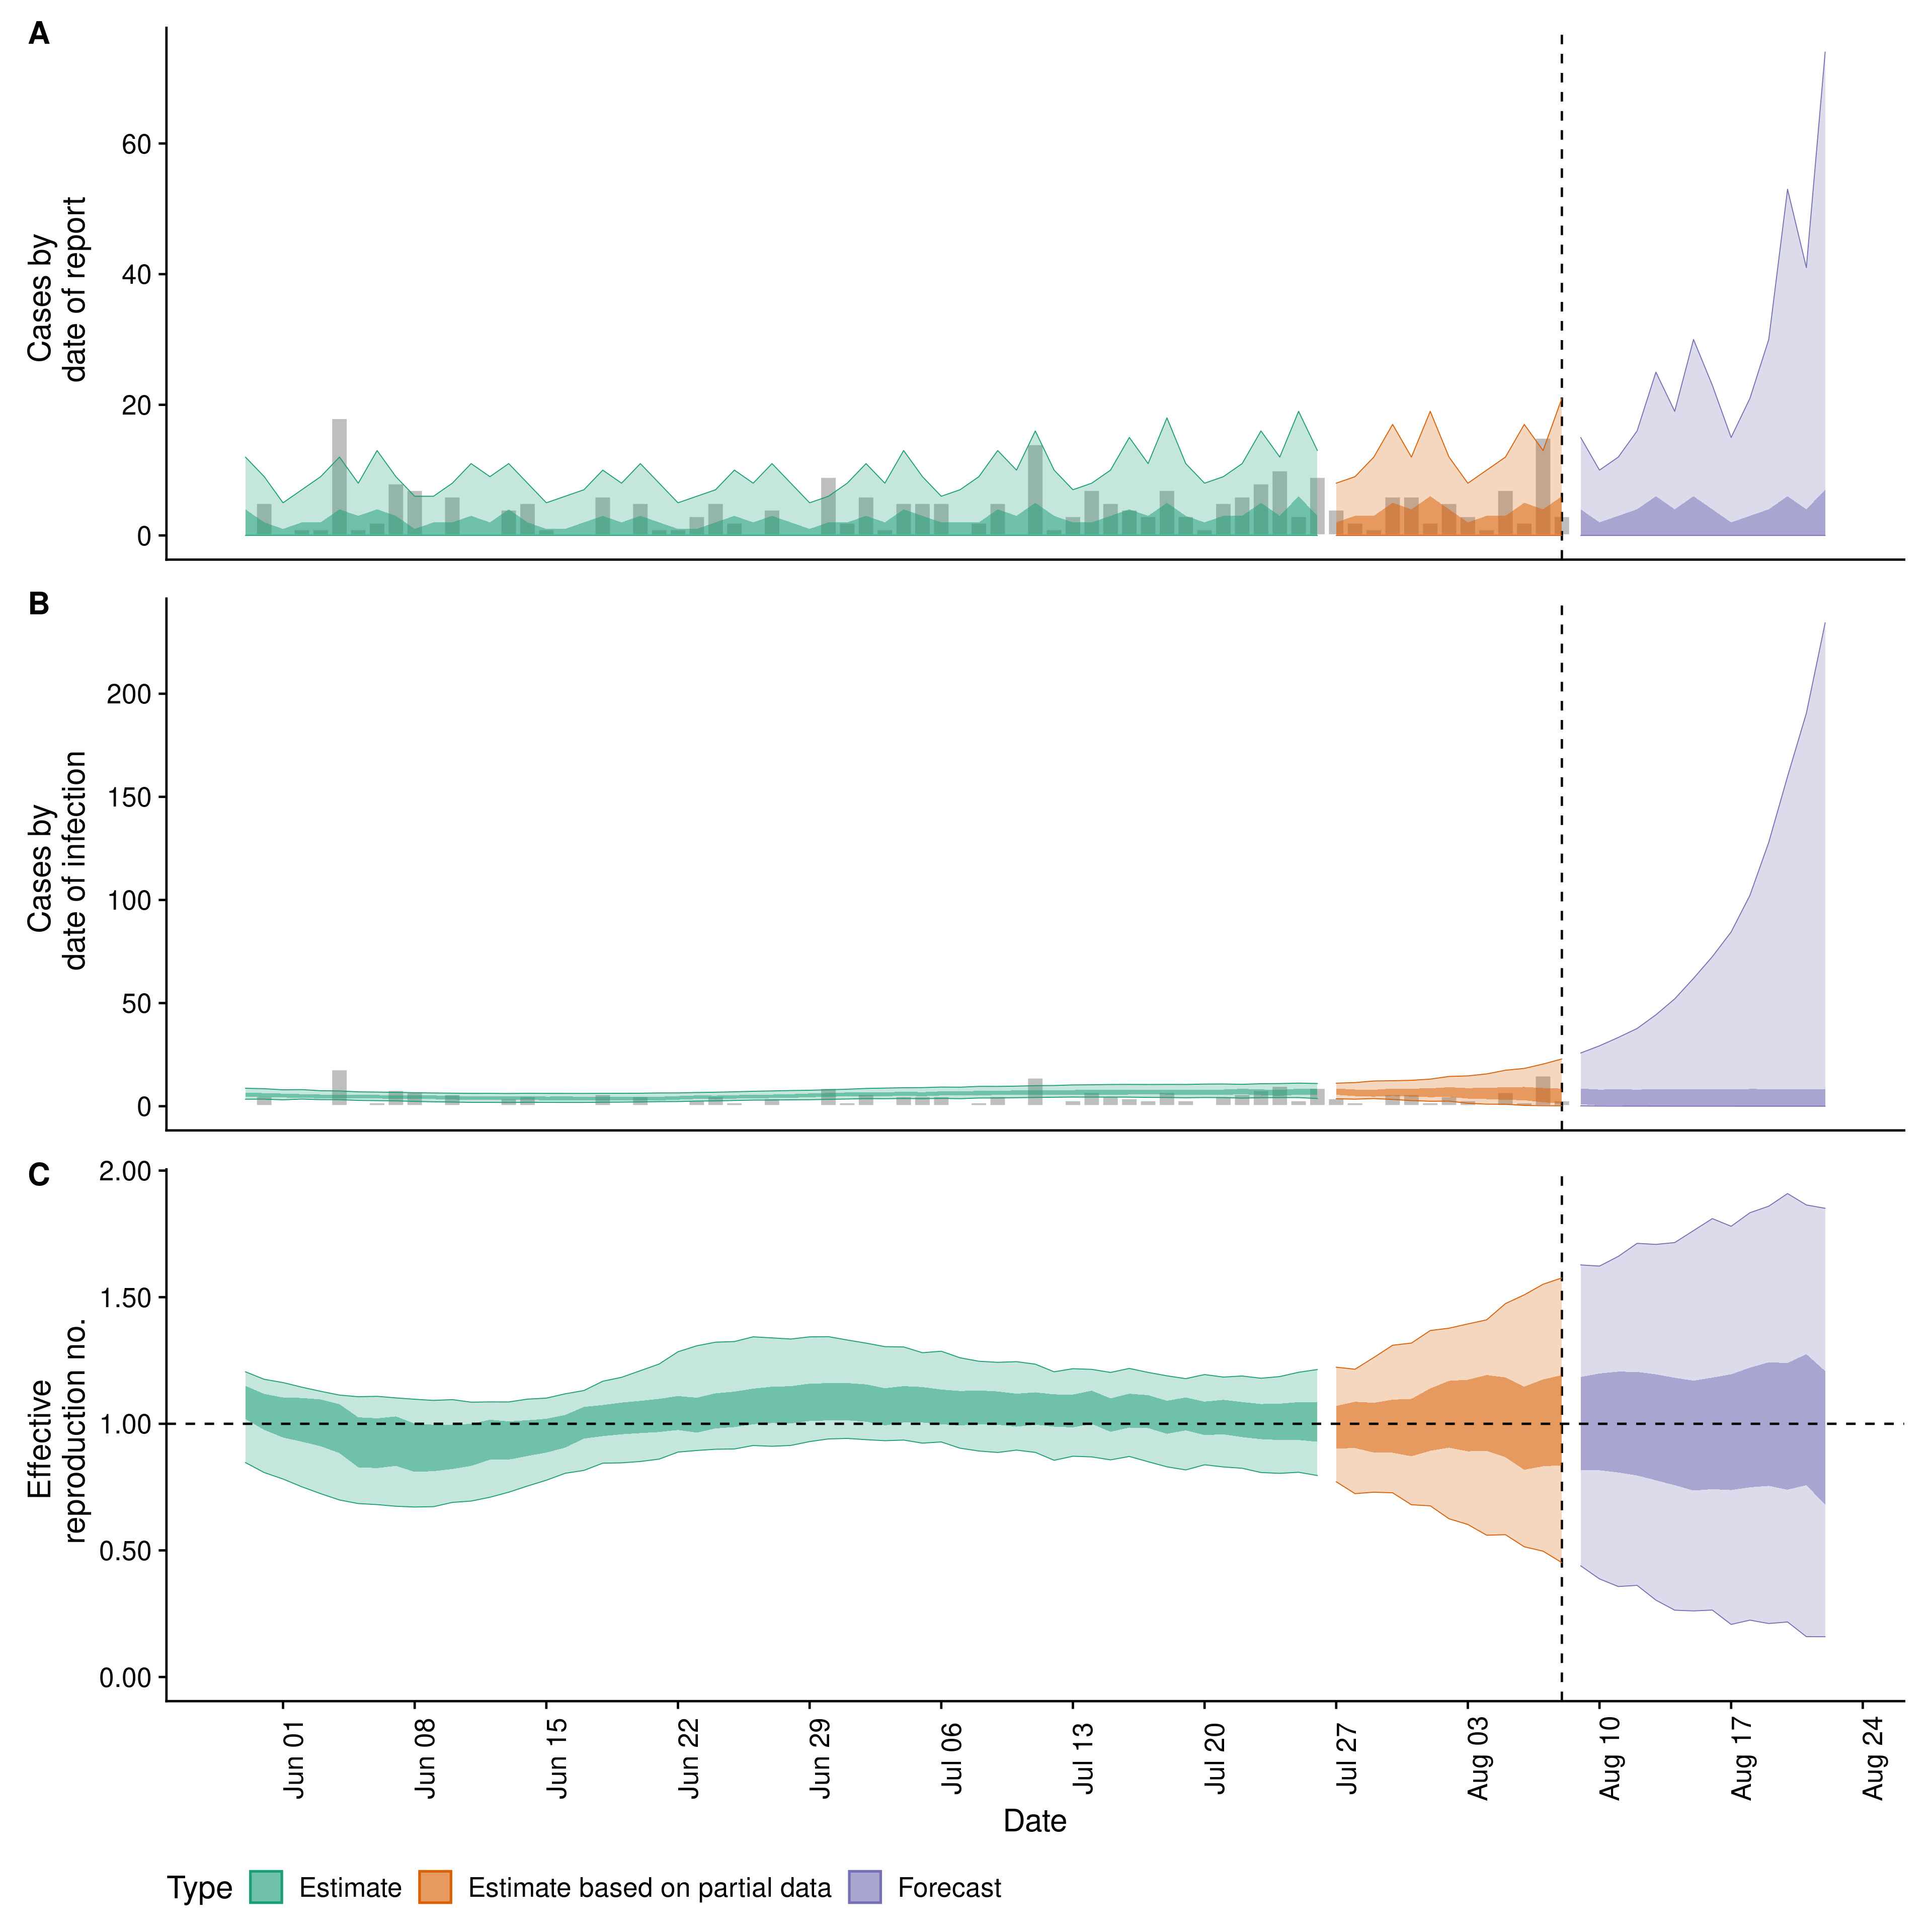 A
Cases by
date of report
60
40
20
0
B
Cases by
date of infection
200
150
100
50
0
C
Effective
reproduction no.
2.00
1.50
1.00
0.50
0.00
Jun 01
Jun 08
Jun 15
Jun 22
Jun 29
Jul 06
Jul 13
Jul 20
Jul 27
Aug 03
Aug 10
Aug 17
Aug 24
Date
Type Estimate Estimate based on partial data Forecast